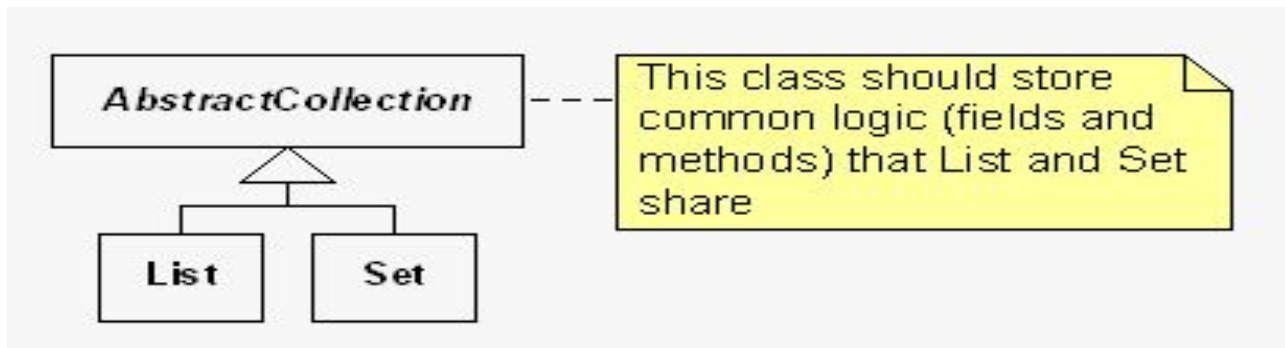 AbstractCollection
This class should store
common logic (fields and
methods) that List and Set
share
List
Set